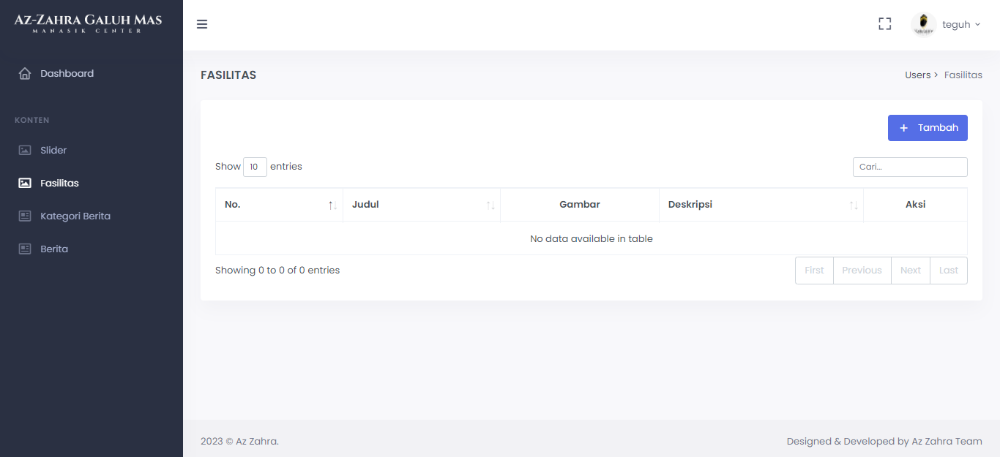 AZ-ZAHRA GALUH MAS
MANASIK CENTER
teguh
Dashboard
KONTEN
Slider
Fasilitas
Kategori Berita
Berita
FASILITAS
Users > Fasilitas
+ Tambah
Show 10 entries
Cari...
No. Judul Gambar Deskripsi Aksi
No data available in table
Showing 0 to 0 of 0 entries
First Previous Next Last
2023 © Az Zahra.
Designed & Developed by Az Zahra Team